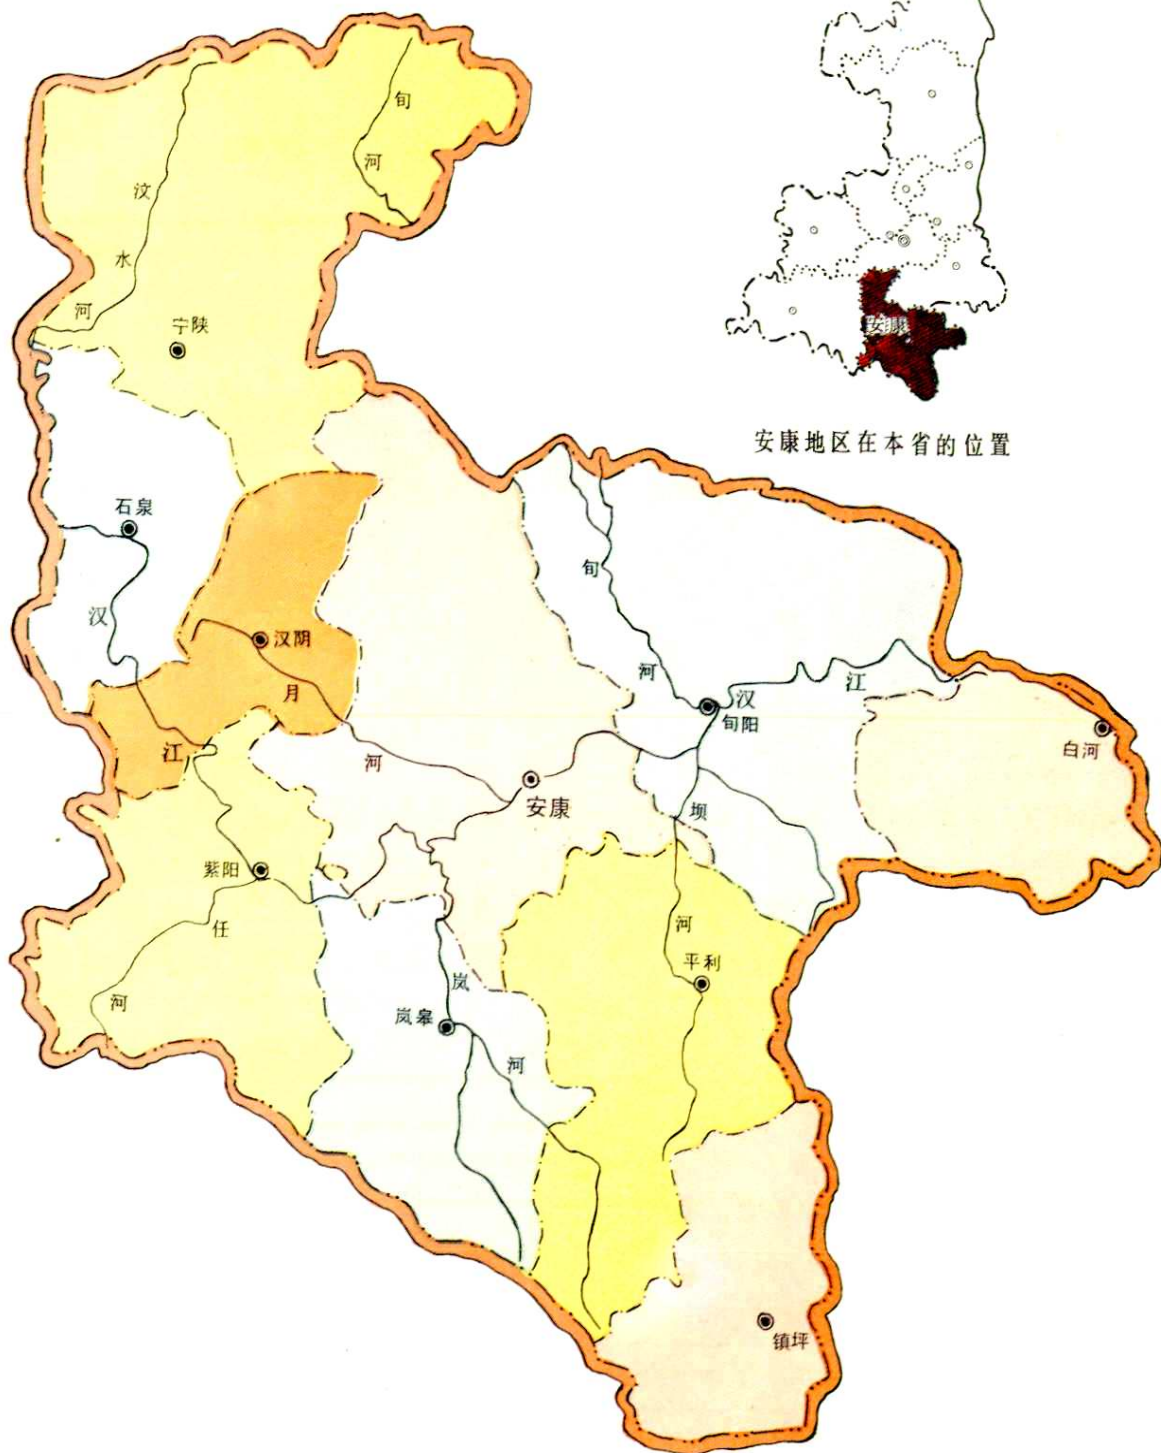 旬河
汶水河
宁陕
安康
安康地区在本省的位置
石泉
汉江
汉阴
月河
旬河
汉江
旬阳
白河
安康
坝河
紫阳
任河
平利
岚皋
岚河
镇坪